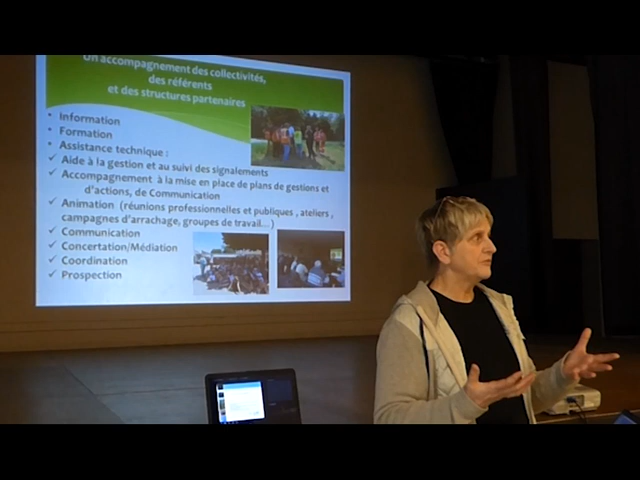 Un accompagnement des collectivités,
des référents
et des structures partenaires
• Information
• Formation
• Assistance technique :
✓ Aide à la gestion et au suivi des signalements
✓ Accompagnement à la mise en place de plans de gestions et
d'actions, de Communication
✓ Animation (réunions professionnelles et publiques , ateliers ,
campagnes d'arrachage, groupes de travail...)
✓ Communication
✓ Concertation/Médiation
✓ Coordination
✓ Prospection